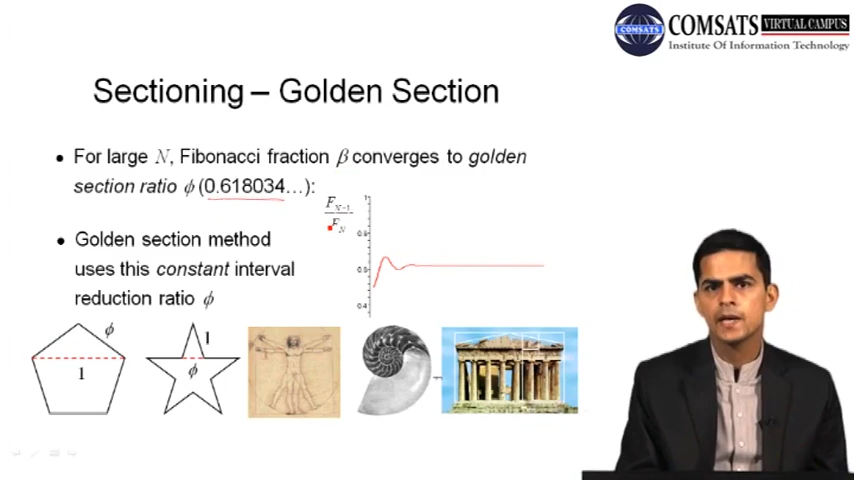 COMSATS VIRTUAL CAMPUS
COMSATS
Institute Of Information Technology
Sectioning – Golden Section
• For large N, Fibonacci fraction β converges to golden
section ratio ϕ (0.618034…):
F_{N-1}
F_N
1
0.8
0.6
0.4
• Golden section method
uses this constant interval
reduction ratio ϕ
ϕ
1
1
ϕ
1